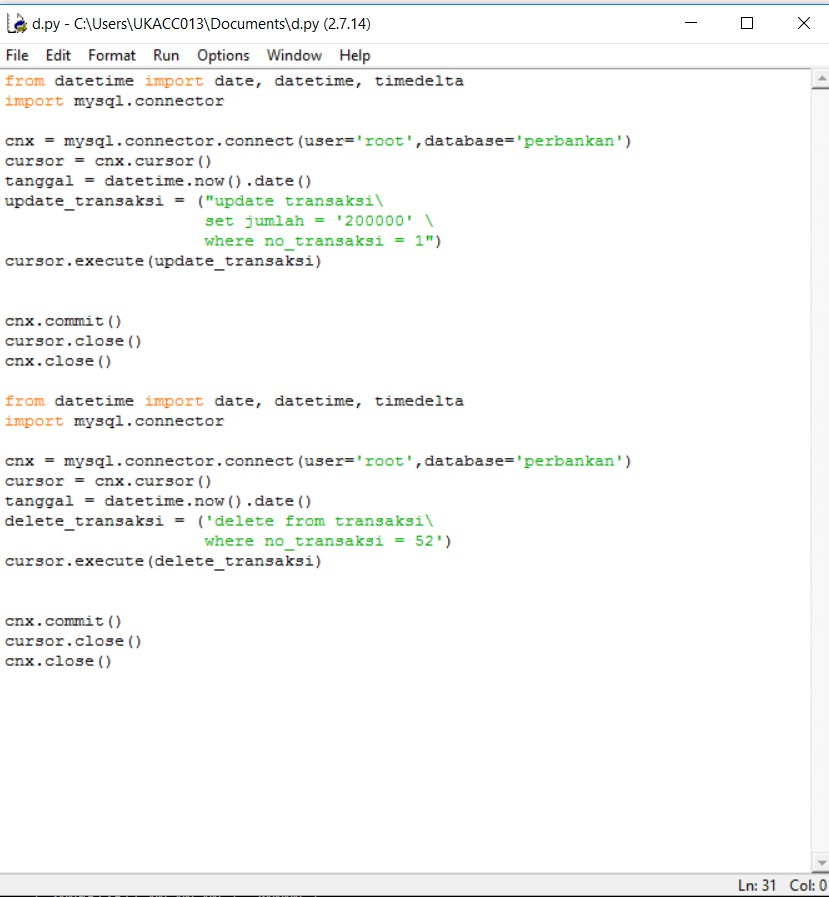 d.py - C:\Users\UKACC013\Documents\d.py (2.7.14)
File Edit Format Run Options Window Help
from datetime import date, datetime, timedelta
import mysql.connector

cnx = mysql.connector.connect(user='root',database='perbankan')
cursor = cnx.cursor()
tanggal = datetime.now().date()
update_transaksi = ("update transaksi\
                    set jumlah = '200000' \
                    where no_transaksi = 1")
cursor.execute(update_transaksi)


cnx.commit()
cursor.close()
cnx.close()

from datetime import date, datetime, timedelta
import mysql.connector

cnx = mysql.connector.connect(user='root',database='perbankan')
cursor = cnx.cursor()
tanggal = datetime.now().date()
delete_transaksi = ('delete from transaksi\
                    where no_transaksi = 52')
cursor.execute(delete_transaksi)


cnx.commit()
cursor.close()
cnx.close()
Ln: 31 Col: 0